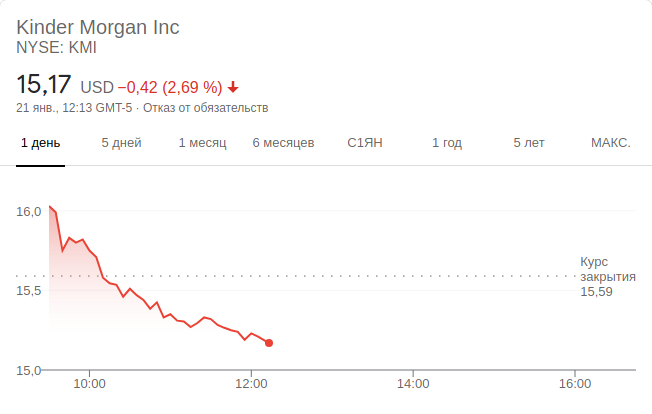 Kinder Morgan Inc
NYSE: KMI
15,17 USD −0,42 (2,69 %)
21 янв., 12:13 GMT-5 · Отказ от обязательств
1 день 5 дней 1 месяц 6 месяцев С1ЯН 1 год 5 лет МАКС.
16,0
Курс
закрытия
15,59
15,5
15,0
10:00 12:00 14:00 16:00